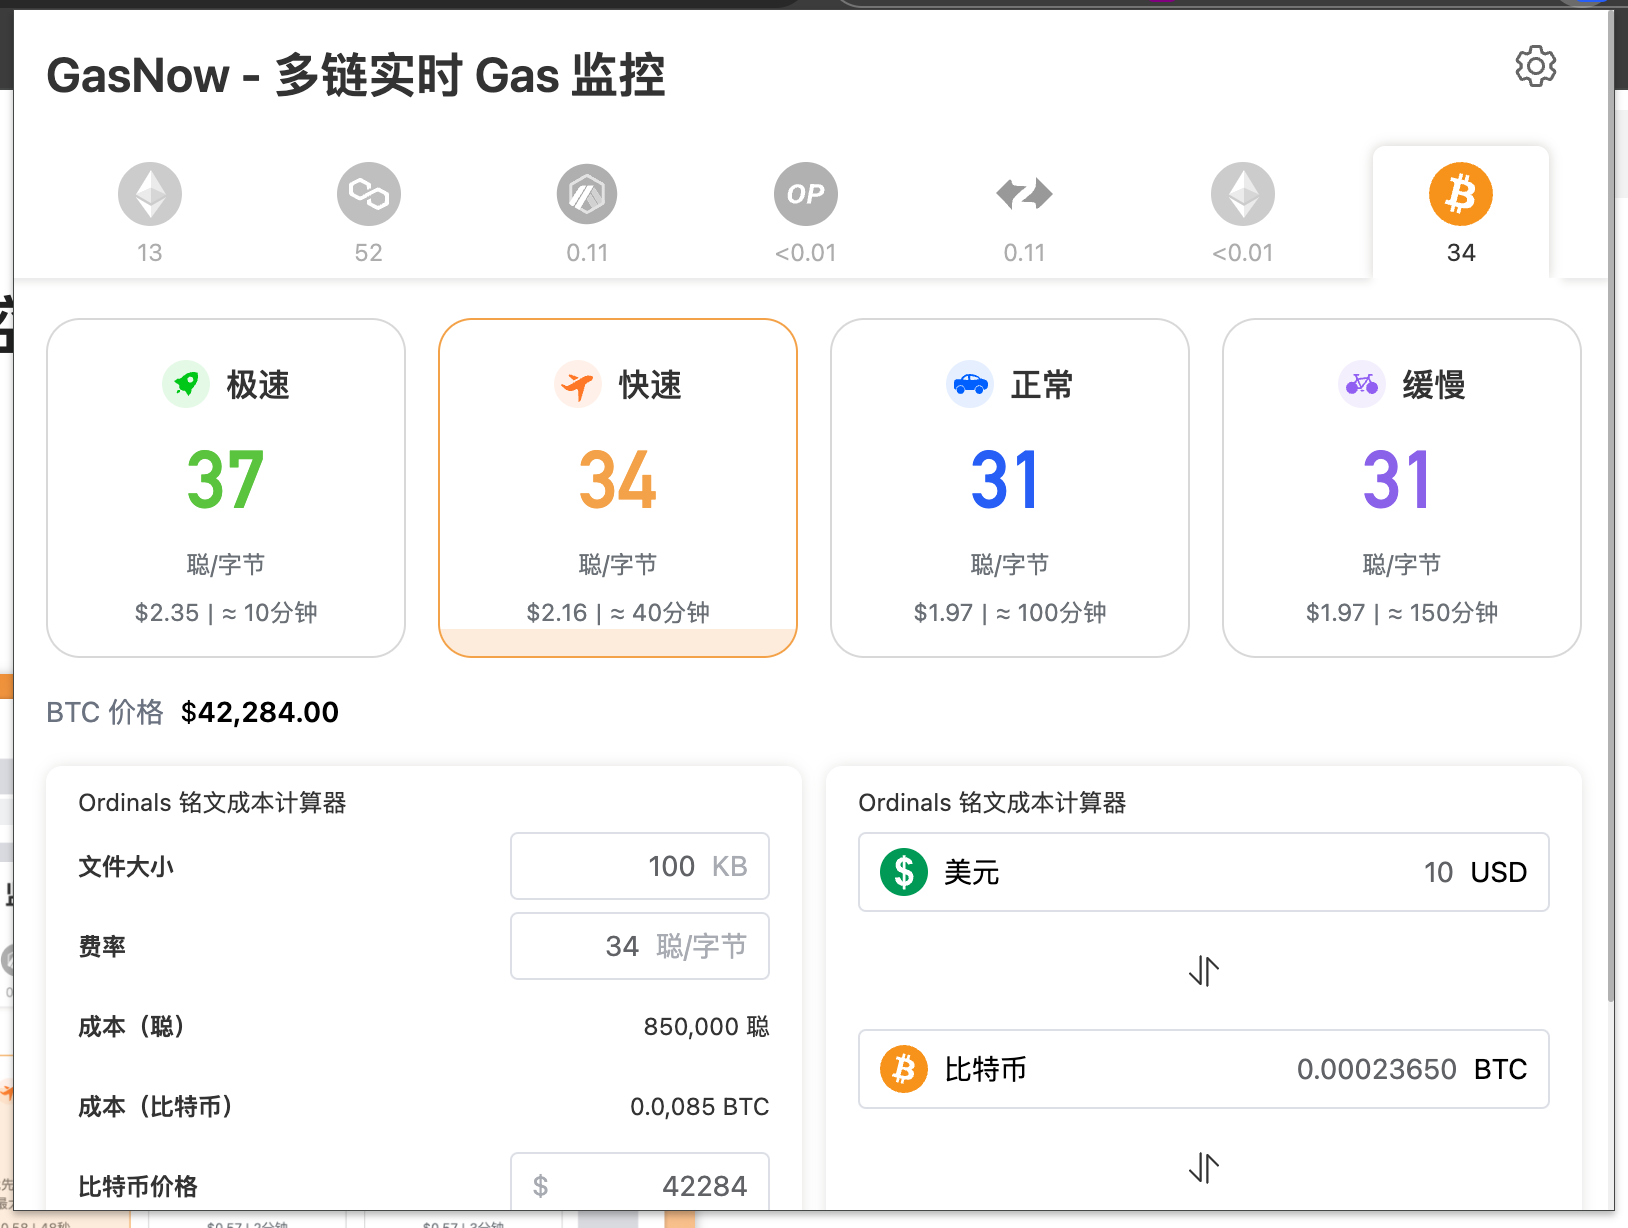 GasNow - 多链实时 Gas 监控
13
52
0.11
OP
<0.01
0.11
<0.01
34
极速
37
聪/字节
$2.35 | ≈ 10分钟
快速
34
聪/字节
$2.16 | ≈ 40分钟
正常
31
聪/字节
$1.97 | ≈ 100分钟
缓慢
31
聪/字节
$1.97 | ≈ 150分钟
BTC 价格 $42,284.00
Ordinals 铭文成本计算器
文件大小 100 KB
费率 34 聪/字节
成本（聪） 850,000 聪
成本（比特币） 0.0,085 BTC
比特币价格 $ 42284
Ordinals 铭文成本计算器
美元 10 USD
比特币 0.00023650 BTC